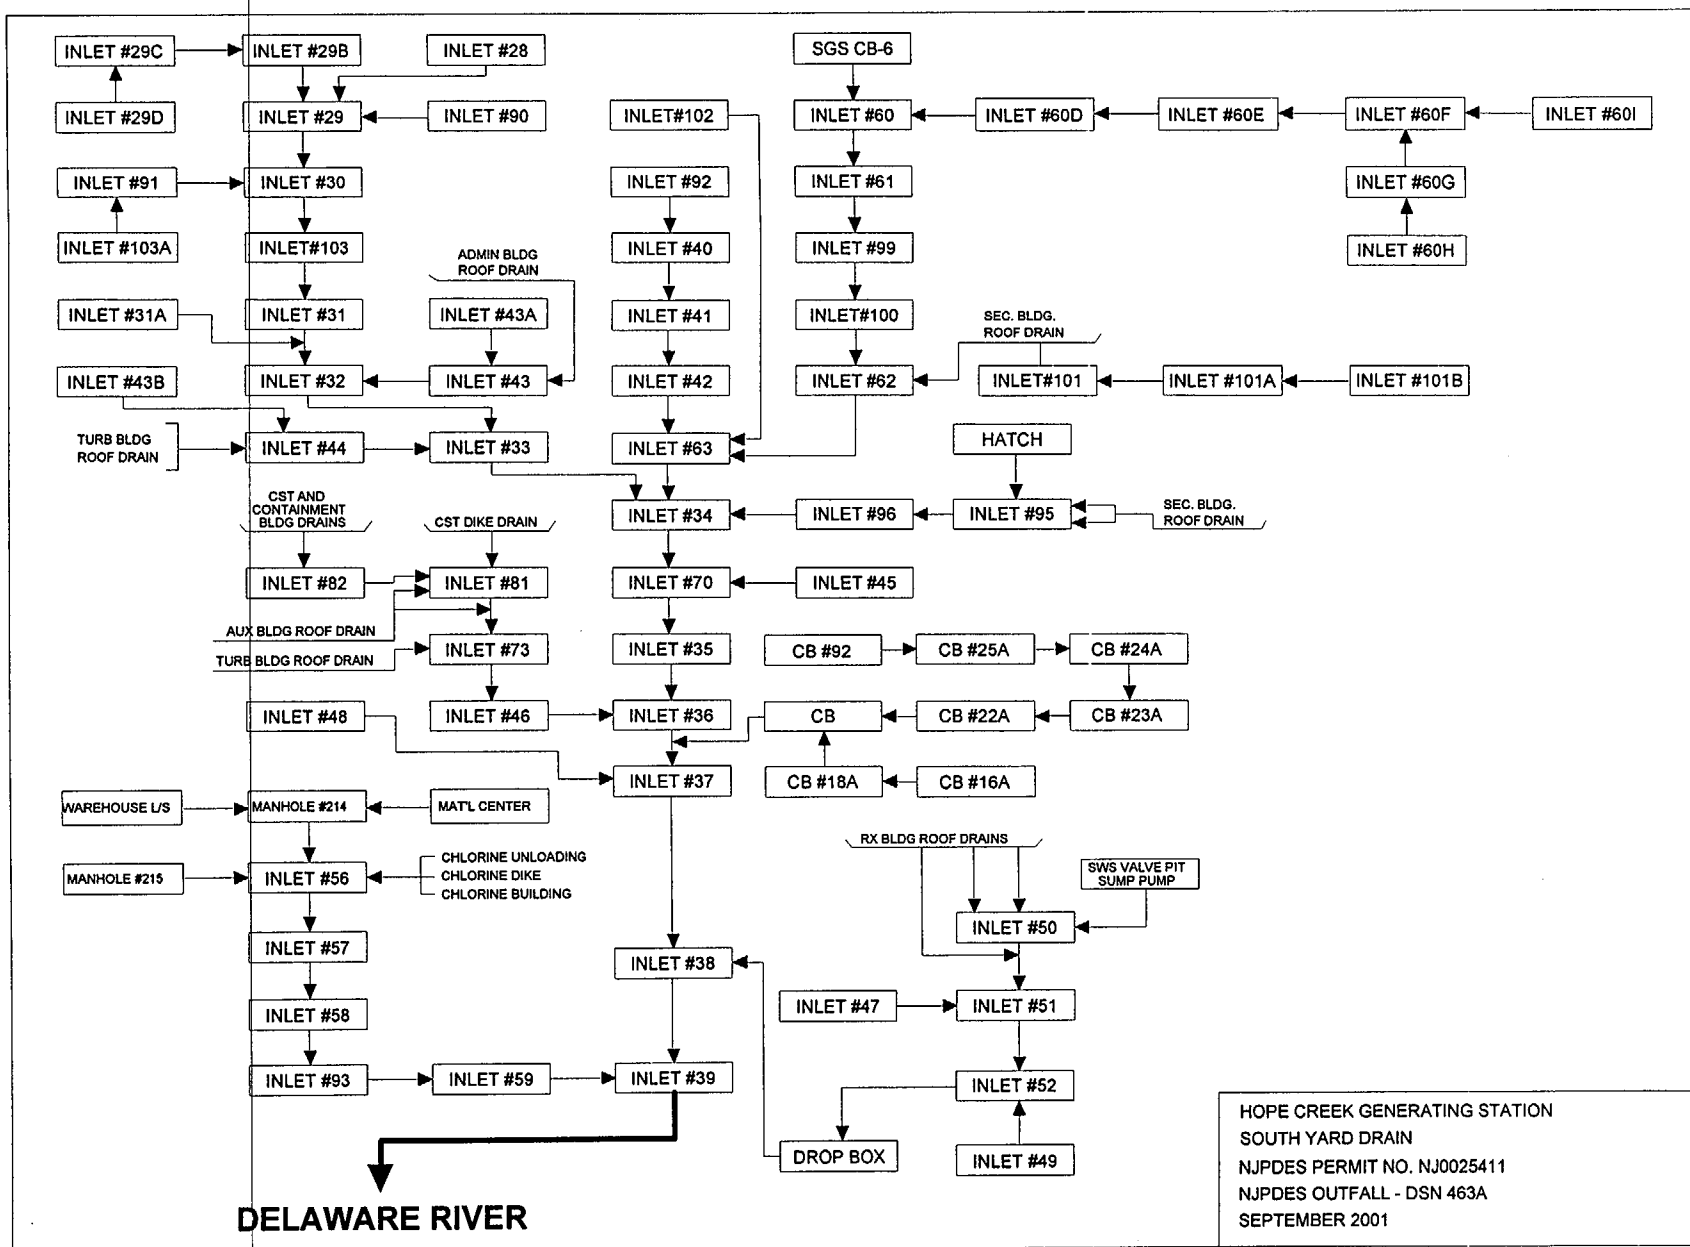 INLET #29C
INLET #29B
INLET #28
SGS CB-6
INLET #29D
INLET #29
INLET #90
INLET#102
INLET #60
INLET #60D
INLET #60E
INLET #60F
INLET #60I
INLET #91
INLET #30
INLET #92
INLET #61
INLET #60G
INLET #103A
INLET#103
ADMIN BLDG
ROOF DRAIN
INLET #40
INLET #99
INLET #60H
INLET #31A
INLET #31
INLET #43A
INLET #41
INLET#100
SEC. BLDG.
ROOF DRAIN
INLET #43B
INLET #32
INLET #43
INLET #42
INLET #62
INLET#101
INLET #101A
INLET #101B
TURB BLDG
ROOF DRAIN
INLET #44
INLET #33
INLET #63
HATCH
CST AND
CONTAINMENT
BLDG DRAINS
CST DIKE DRAIN
INLET #34
INLET #96
INLET #95
SEC. BLDG.
ROOF DRAIN
INLET #82
INLET #81
INLET #70
INLET #45
AUX BLDG ROOF DRAIN
TURB BLDG ROOF DRAIN
INLET #73
INLET #35
CB #92
CB #25A
CB #24A
INLET #48
INLET #46
INLET #36
CB
CB #22A
CB #23A
INLET #37
CB #18A
CB #16A
WAREHOUSE L/S
MANHOLE #214
MAT'L CENTER
RX BLDG ROOF DRAINS
MANHOLE #215
INLET #56
CHLORINE UNLOADING
CHLORINE DIKE
CHLORINE BUILDING
SWS VALVE PIT
SUMP PUMP
INLET #50
INLET #57
INLET #38
INLET #58
INLET #47
INLET #51
INLET #93
INLET #59
INLET #39
INLET #52
DROP BOX
INLET #49
DELAWARE RIVER
HOPE CREEK GENERATING STATION
SOUTH YARD DRAIN
NJPDES PERMIT NO. NJ0025411
NJPDES OUTFALL - DSN 463A
SEPTEMBER 2001